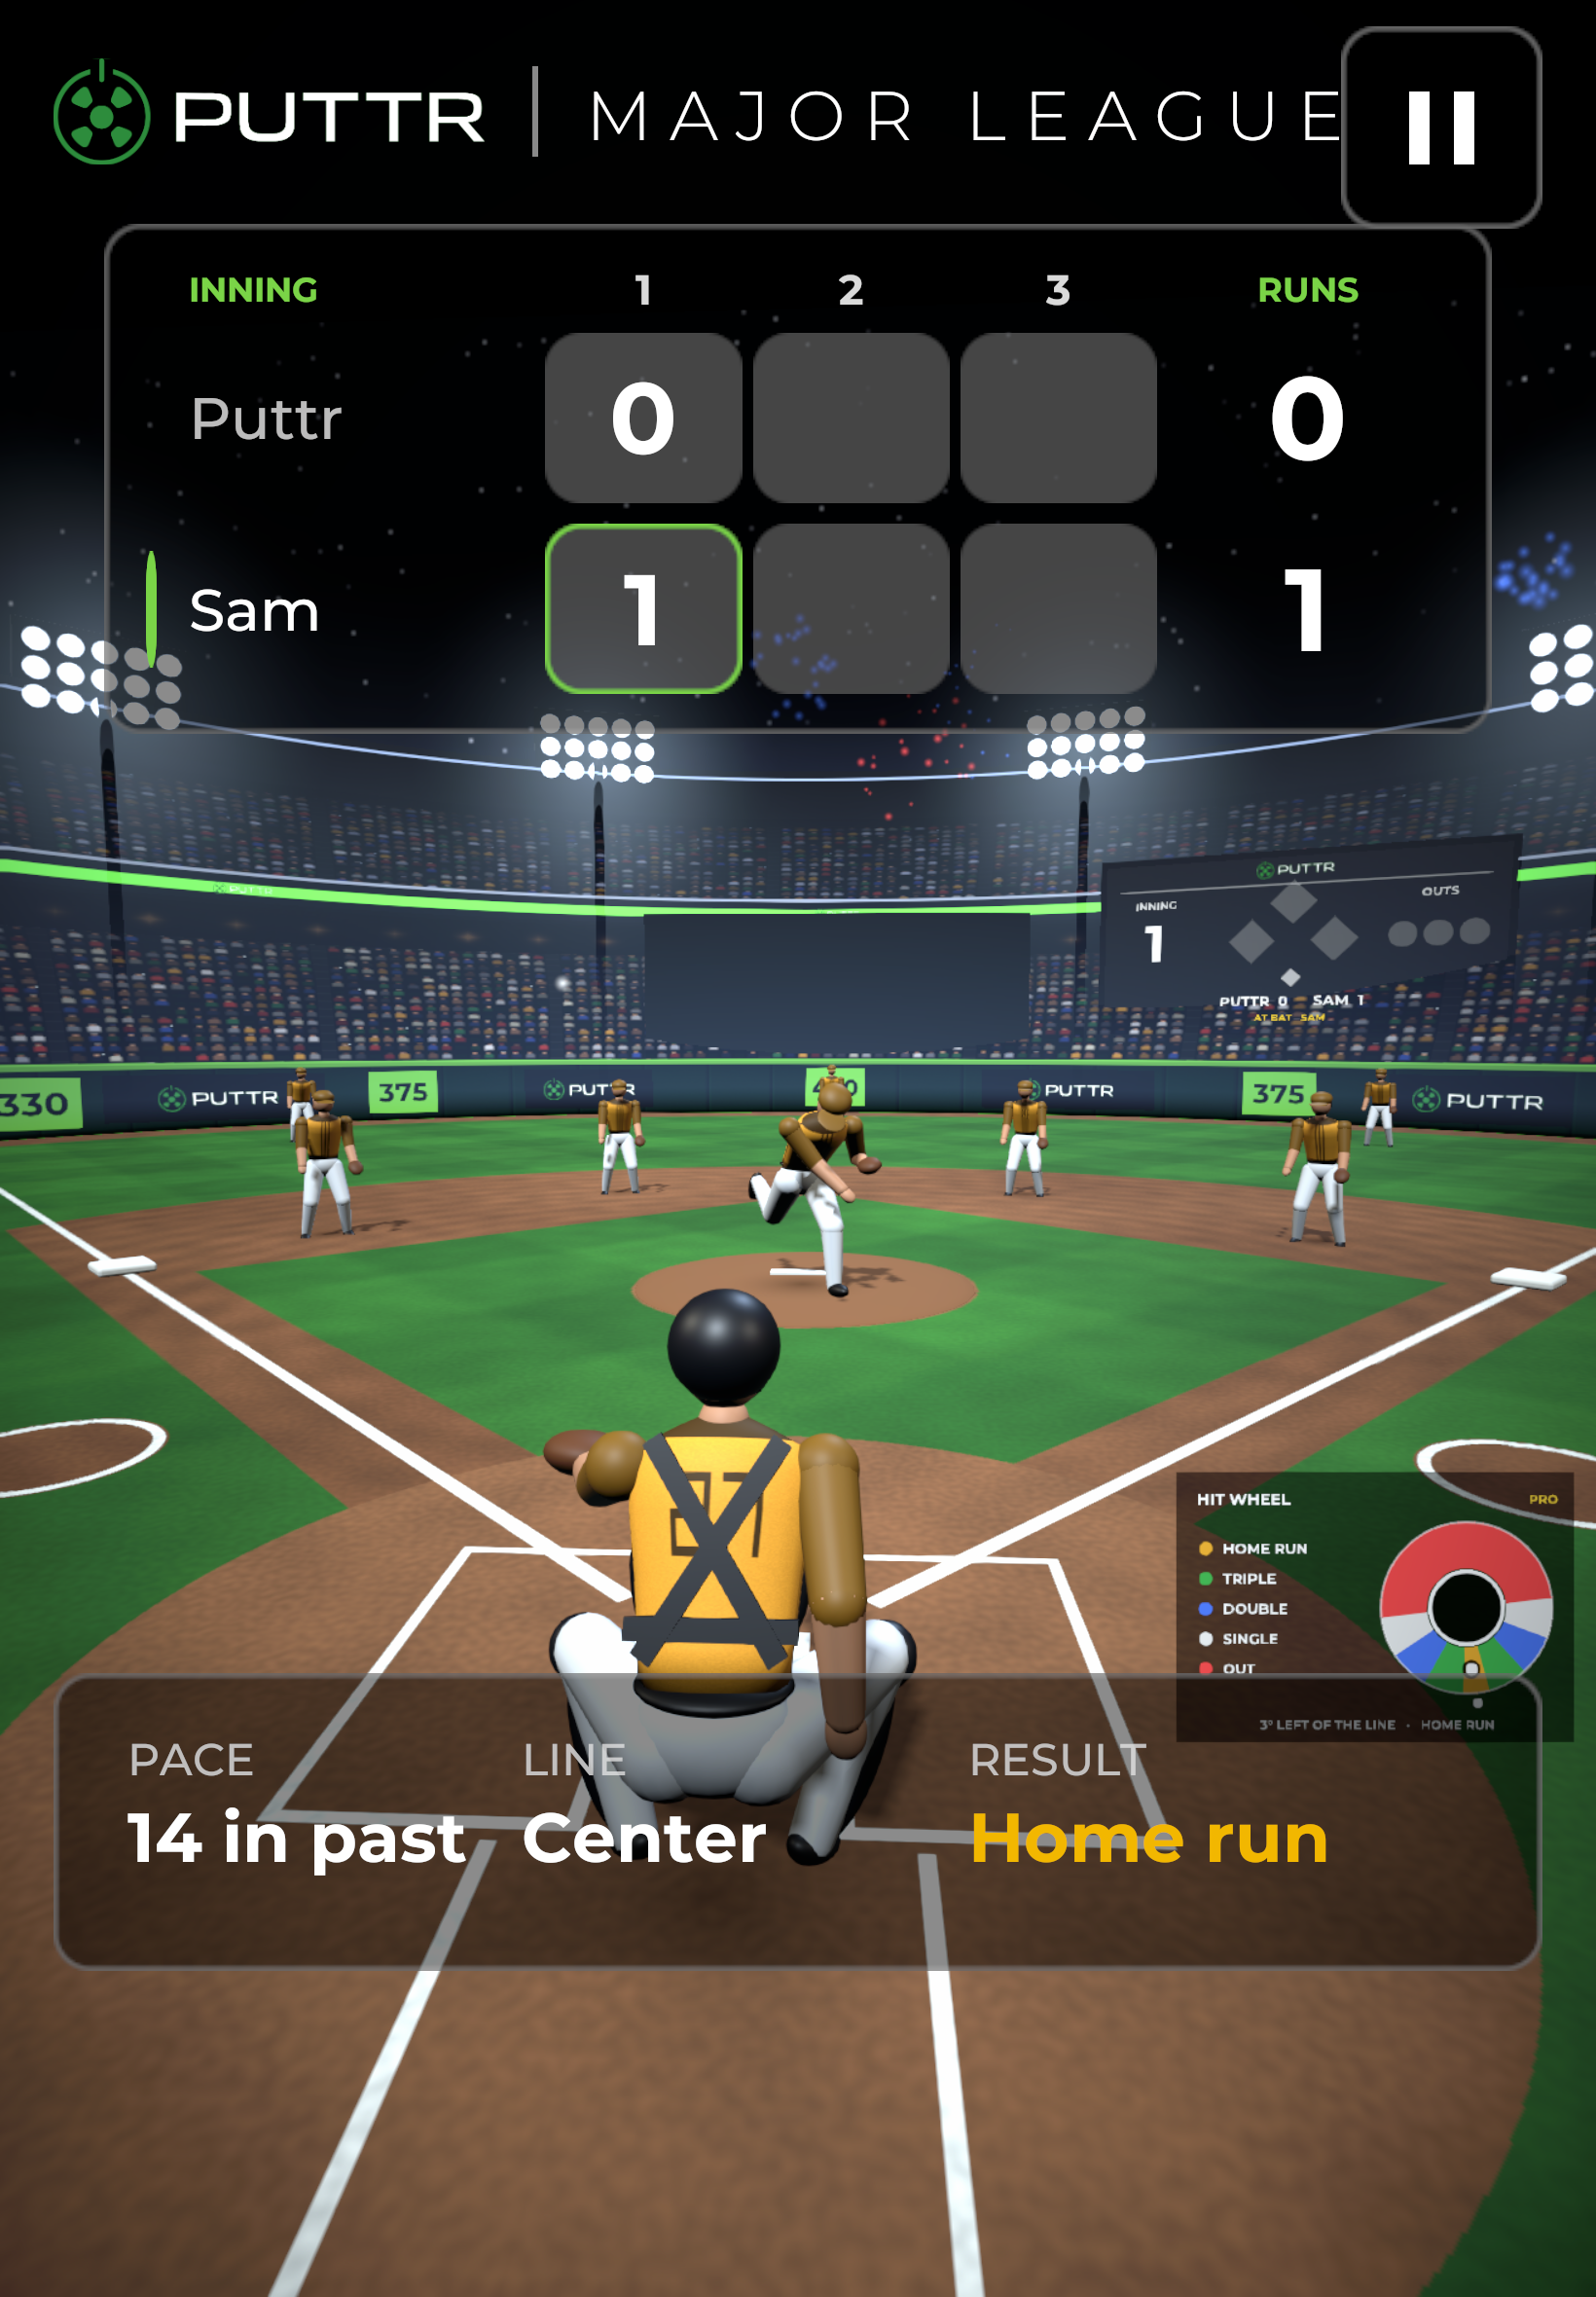 PUTTR | MAJOR LEAGUE
INNING 1 2 3 RUNS
Puttr 0 0
Sam 1 1
PUTTR
PUTTR
INNING OUTS
1
PUTTR 0 SAM 1
AT BAT SAM
330 PUTTR 375 PUTTR PUTTR 375 PUTTR
HIT WHEEL PRO
HOME RUN
TRIPLE
DOUBLE
SINGLE
OUT
3° LEFT OF THE LINE · HOME RUN
PACE LINE RESULT
14 in past Center Home run